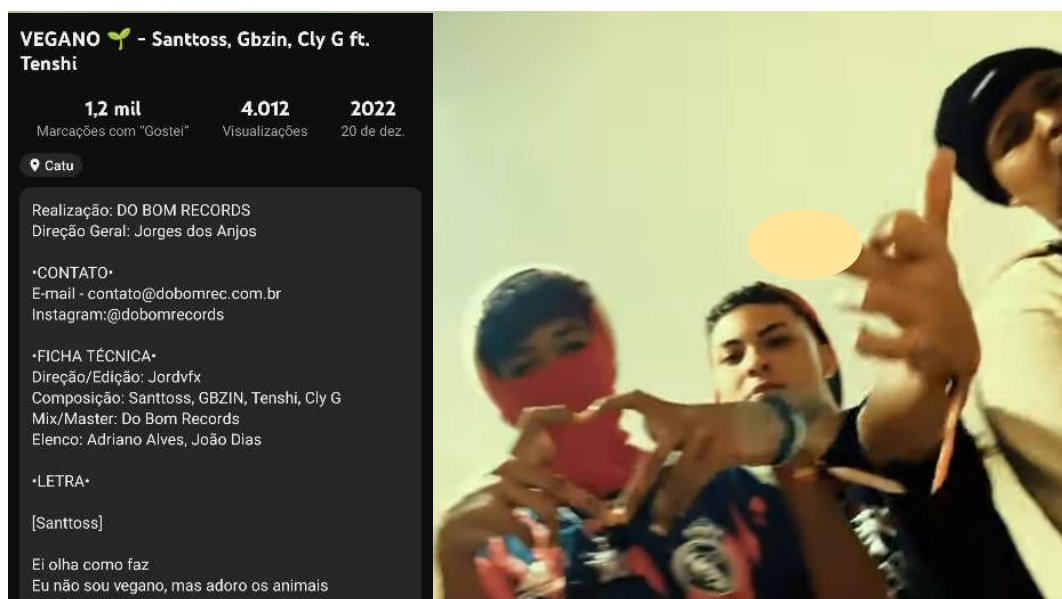 VEGANO 🌱 - Santtoss, Gbzin, Cly G ft.
Tenshi
1,2 mil 4.012 2022
Marcações com "Gostei" Visualizações 20 de dez.
Catu
Realização: DO BOM RECORDS
Direção Geral: Jorges dos Anjos
•CONTATO•
E-mail - contato@dobomrec.com.br
Instagram:@dobomrecords
•FICHA TÉCNICA•
Direção/Edição: Jordvfx
Composição: Santtoss, GBZIN, Tenshi, Cly G
Mix/Master: Do Bom Records
Elenco: Adriano Alves, João Dias
•LETRA•
[Santtoss]
Ei olha como faz
Eu não sou vegano, mas adoro os animais